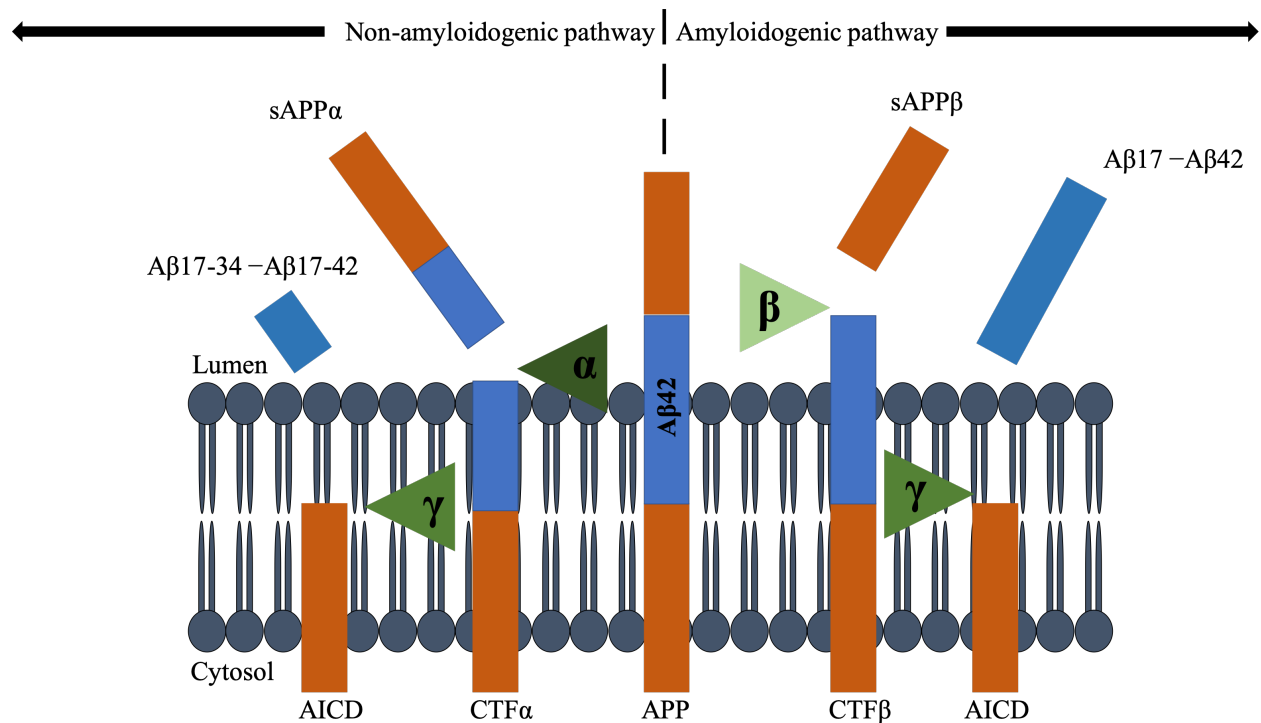 Non-amyloidogenic pathway
Amyloidogenic pathway
sAPPα
sAPPβ
Aβ17 −Aβ42
Aβ17-34 −Aβ17-42
β
Lumen
α
Aβ42
γ
γ
Cytosol
AICD
CTFα
APP
CTFβ
AICD